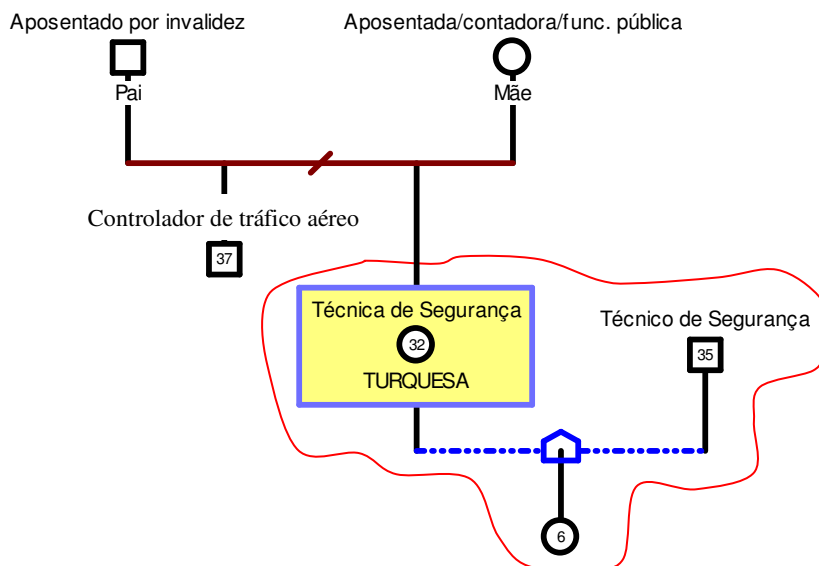 Aposentado por invalidez
Aposentada/contadora/func. pública
Pai
Mãe
Controlador de tráfico aéreo
37
Técnica de Segurança
32
TURQUESA
Técnico de Segurança
35
6